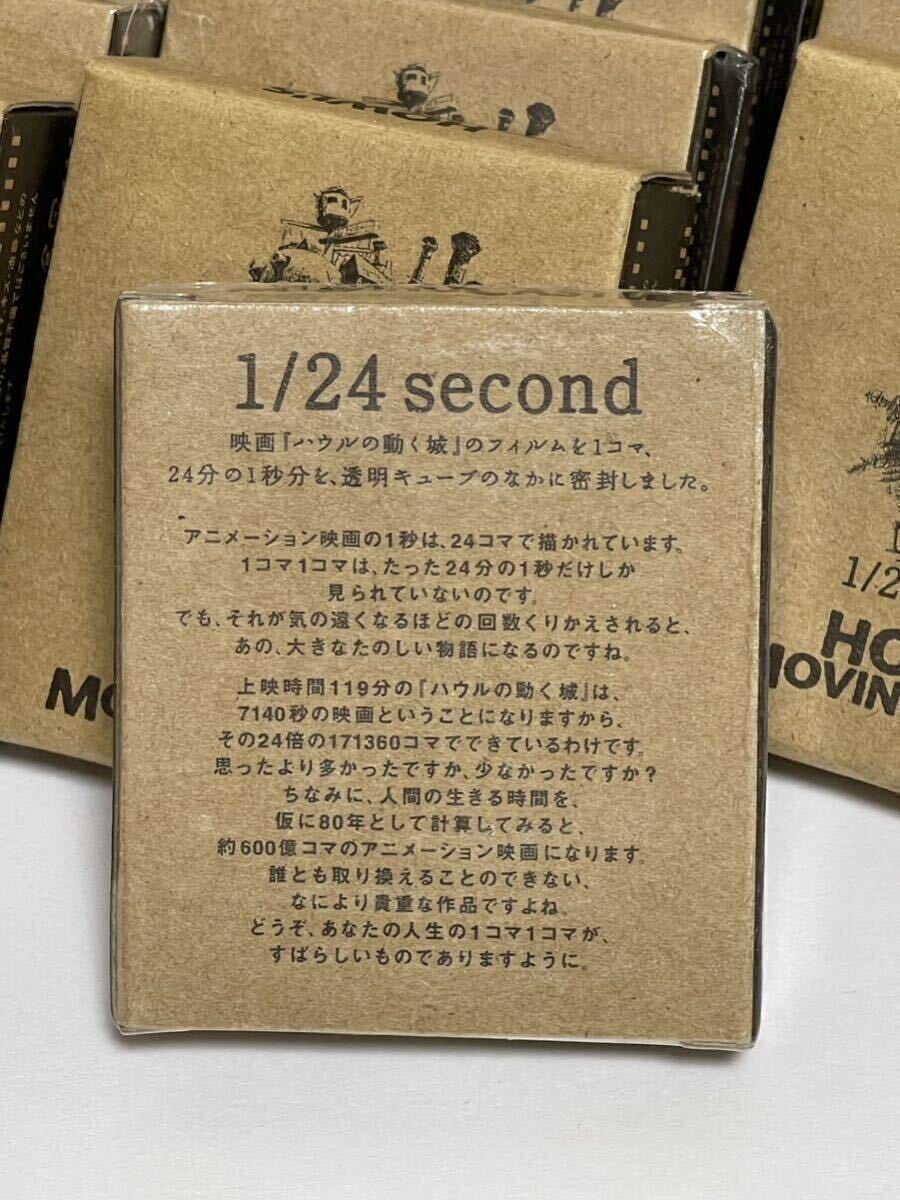 1/24 second
映画『ハウルの動く城』のフィルムを1コマ、
24分の1秒分を、透明キューブのなかに密封しました。
アニメーション映画の1秒は、24コマで描かれています。
1コマ1コマは、たった24分の1秒だけしか
見られていないのです。
でも、それが気の遠くなるほどの回数くりかえされると、
あの、大きなたのしい物語になるのですね。
上映時間119分の『ハウルの動く城』は、
7140秒の映画ということになりますから、
その24倍の171360コマでできているわけです。
思ったより多かったですか、少なかったですか?
ちなみに、人間の生きる時間を、
仮に80年として計算してみると、
約600億コマのアニメーション映画になります。
誰とも取り換えることのできない、
なにより貴重な作品ですよね。
どうぞ、あなたの人生の1コマ1コマが、
すばらしいものでありますように。
1/2
HO
MOVIN
MO